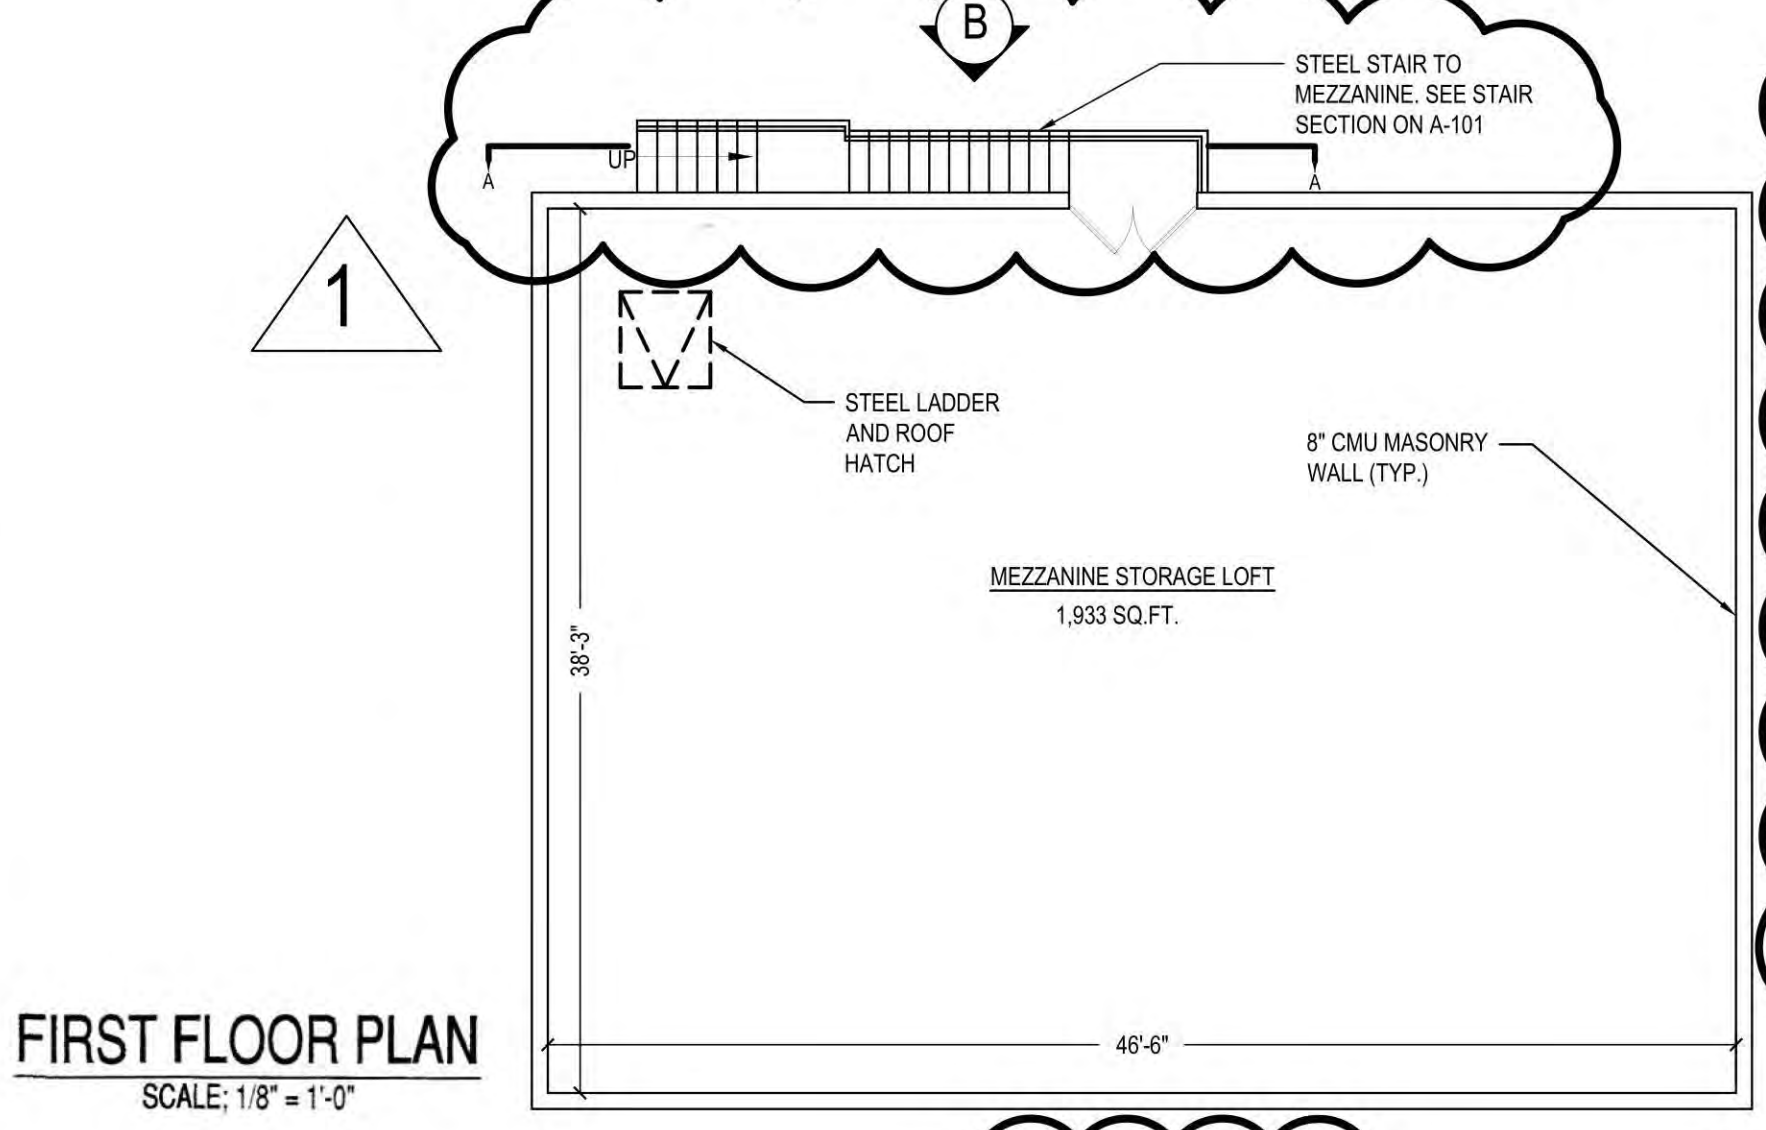 B
STEEL STAIR TO
MEZZANINE. SEE STAIR
SECTION ON A-101
UP
A
A
1
STEEL LADDER
AND ROOF
HATCH
8" CMU MASONRY
WALL (TYP.)
MEZZANINE STORAGE LOFT
1,933 SQ.FT.
38'-3"
46'-6"
FIRST FLOOR PLAN
SCALE; 1/8" = 1'-0"